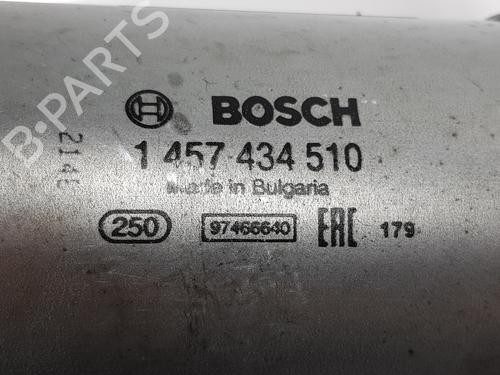 B-PARTS
BOSCH
1 457 434 510
Made in Bulgaria
250 97466640 EAC 179